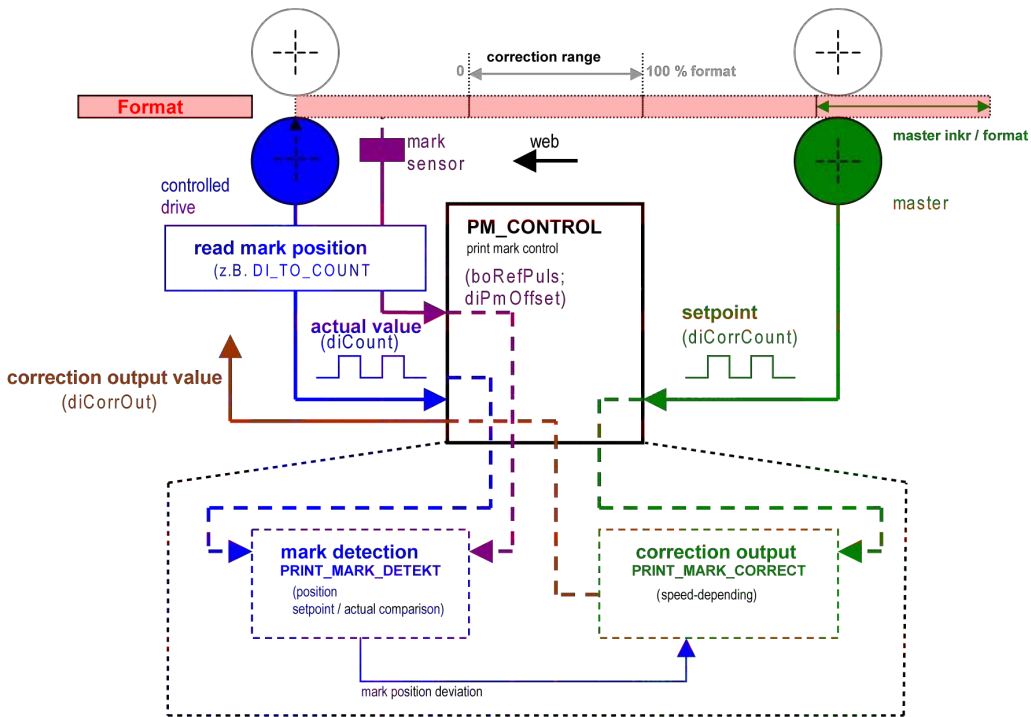 correction range
0
100 % format
Format
master inkr / format
mark
sensor
web
controlled
drive
master
read mark position
(z.B. DI_TO_COUNT
PM_CONTROL
print mark control
(boRefPuls;
diPmOffset)
actual value
(diCount)
setpoint
(diCorrCount)
correction output value
(diCorrOut)
mark detection
PRINT_MARK_DETEKT
(position
setpoint / actual comparison)
correction output
PRINT_MARK_CORRECT
(speed-depending)
mark position deviation